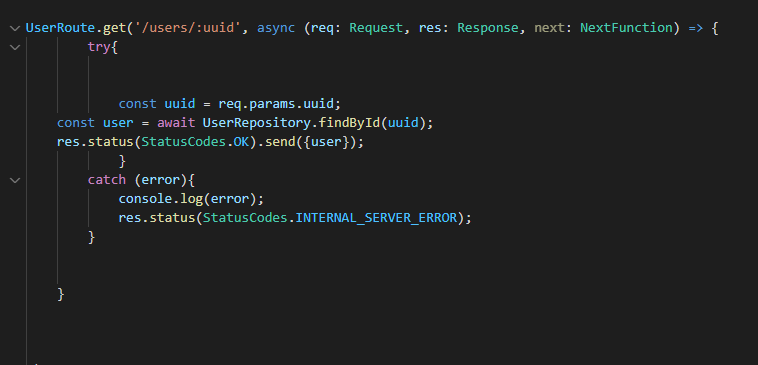 UserRoute.get('/users/:uuid', async (req: Request, res: Response, next: NextFunction) => {
try{
const uuid = req.params.uuid;
const user = await UserRepository.findById(uuid);
res.status(StatusCodes.OK).send({user});
}
catch (error){
console.log(error);
res.status(StatusCodes.INTERNAL_SERVER_ERROR);
}
}